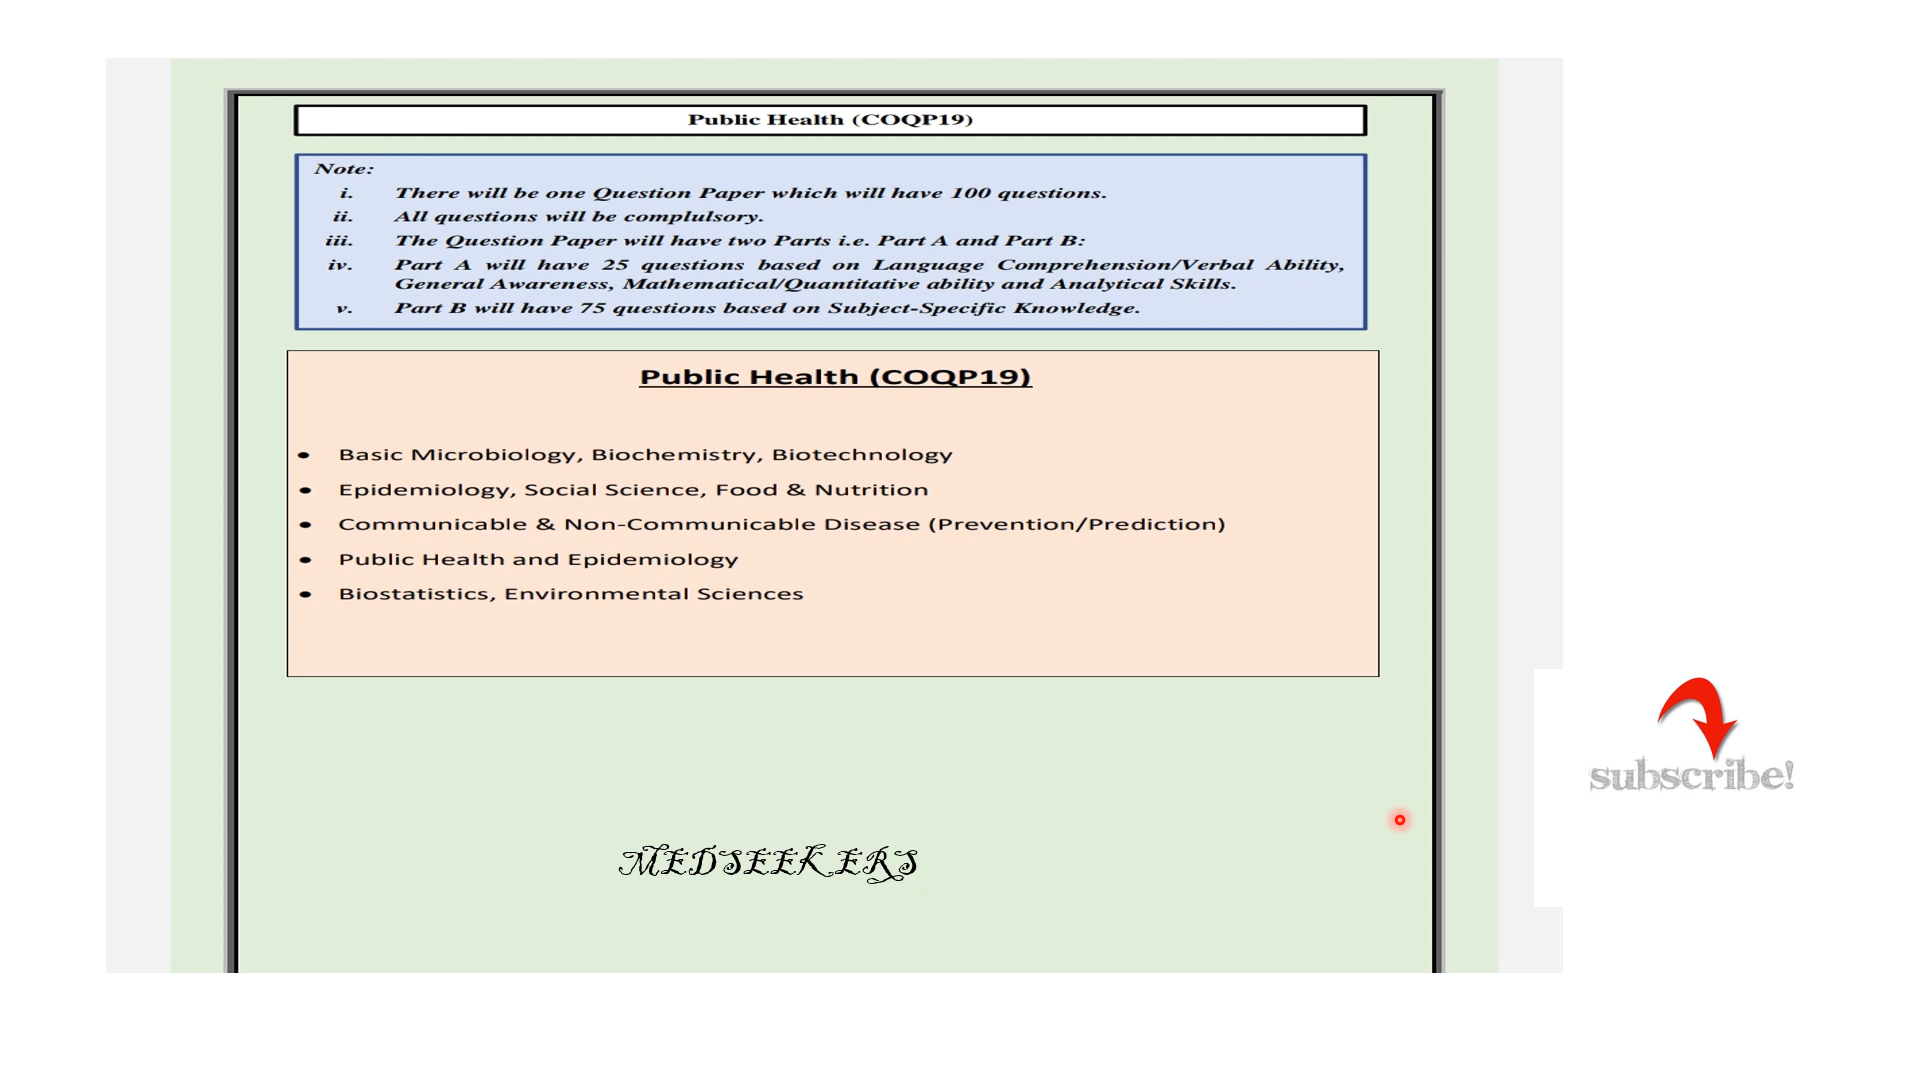 Public Health (COQP19)
Note:
i. There will be one Question Paper which will have 100 questions.
ii. All questions will be complulsory.
iii. The Question Paper will have two Parts i.e. Part A and Part B:
iv. Part A will have 25 questions based on Language Comprehension/Verbal Ability,
General Awareness, Mathematical/Quantitative ability and Analytical Skills.
v. Part B will have 75 questions based on Subject-Specific Knowledge.
Public Health (COQP19)
• Basic Microbiology, Biochemistry, Biotechnology
• Epidemiology, Social Science, Food & Nutrition
• Communicable & Non-Communicable Disease (Prevention/Prediction)
• Public Health and Epidemiology
• Biostatistics, Environmental Sciences
subscribe!
MEDSEEKERS